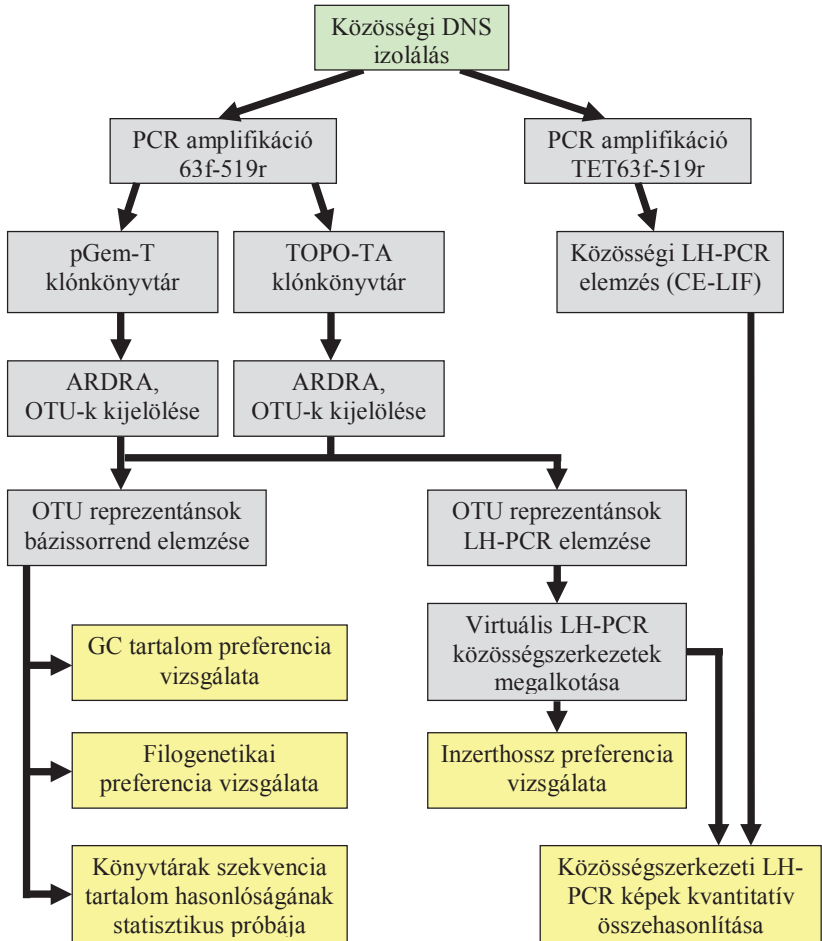 Közösségi DNS
izolálás
PCR amplifikáció
63f-519r
PCR amplifikáció
TET63f-519r
pGem-T
klónkönyvtár
TOPO-TA
klónkönyvtár
Közösségi LH-PCR
elemzés (CE-LIF)
ARDRA,
OTU-k kijelölése
ARDRA,
OTU-k kijelölése
OTU reprezentánsok
bázissorrend elemzése
OTU reprezentánsok
LH-PCR elemzése
GC tartalom preferencia
vizsgálata
Virtuális LH-PCR
közösségszerkezetek
megalkotása
Filogenetikai
preferencia vizsgálata
Inzerthossz preferencia
vizsgálata
Könyvtárak szekvencia
tartalom hasonlóságának
statisztikus próbája
Közösségszerkezeti LH-
PCR képek kvantitatív
összehasonlítása